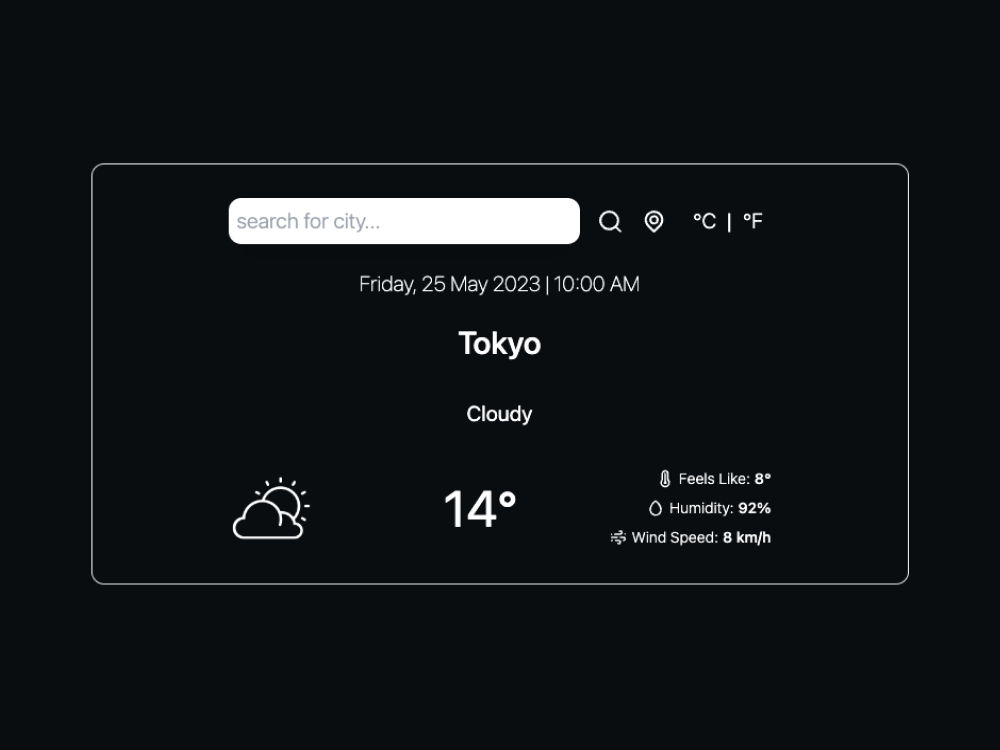 search for city...
°C | °F
Friday, 25 May 2023 | 10:00 AM
Tokyo
Cloudy
14°
Feels Like: 8°
Humidity: 92%
Wind Speed: 8 km/h